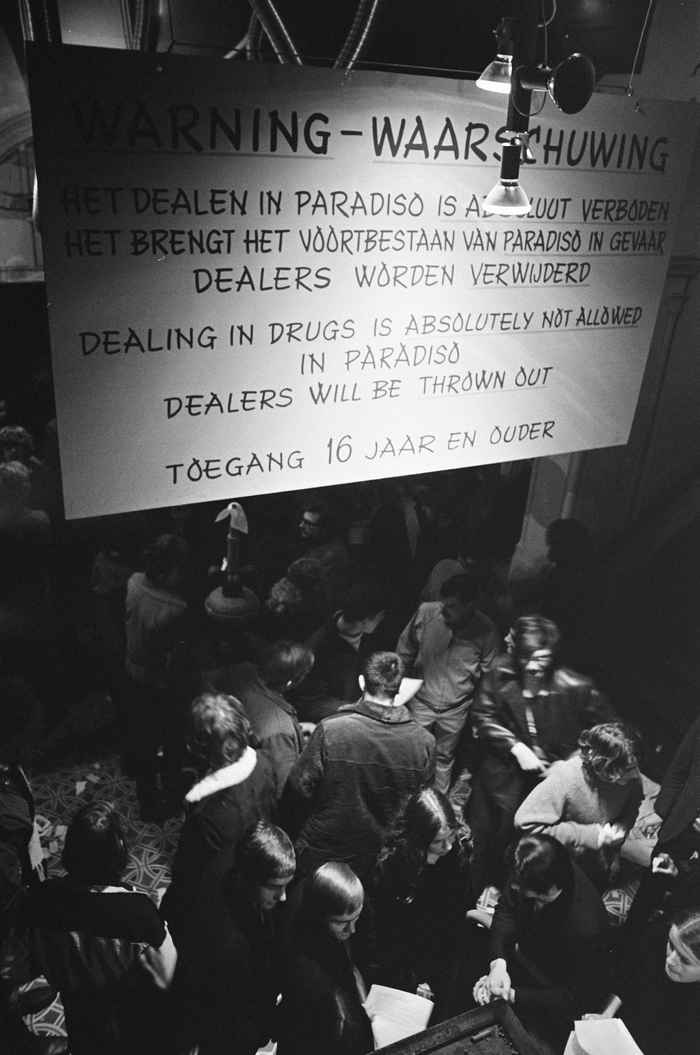 WARNING - WAARSCHUWING
HET DEALEN IN PARADISO IS ABSOLUUT VERBODEN
HET BRENGT HET VOORTBESTAAN VAN PARADISO IN GEVAAR
DEALERS WORDEN VERWIJDERD
DEALING IN DRUGS IS ABSOLUTELY NOT ALLOWED
IN PARADISO
DEALERS WILL BE THROWN OUT
TOEGANG 16 JAAR EN OUDER